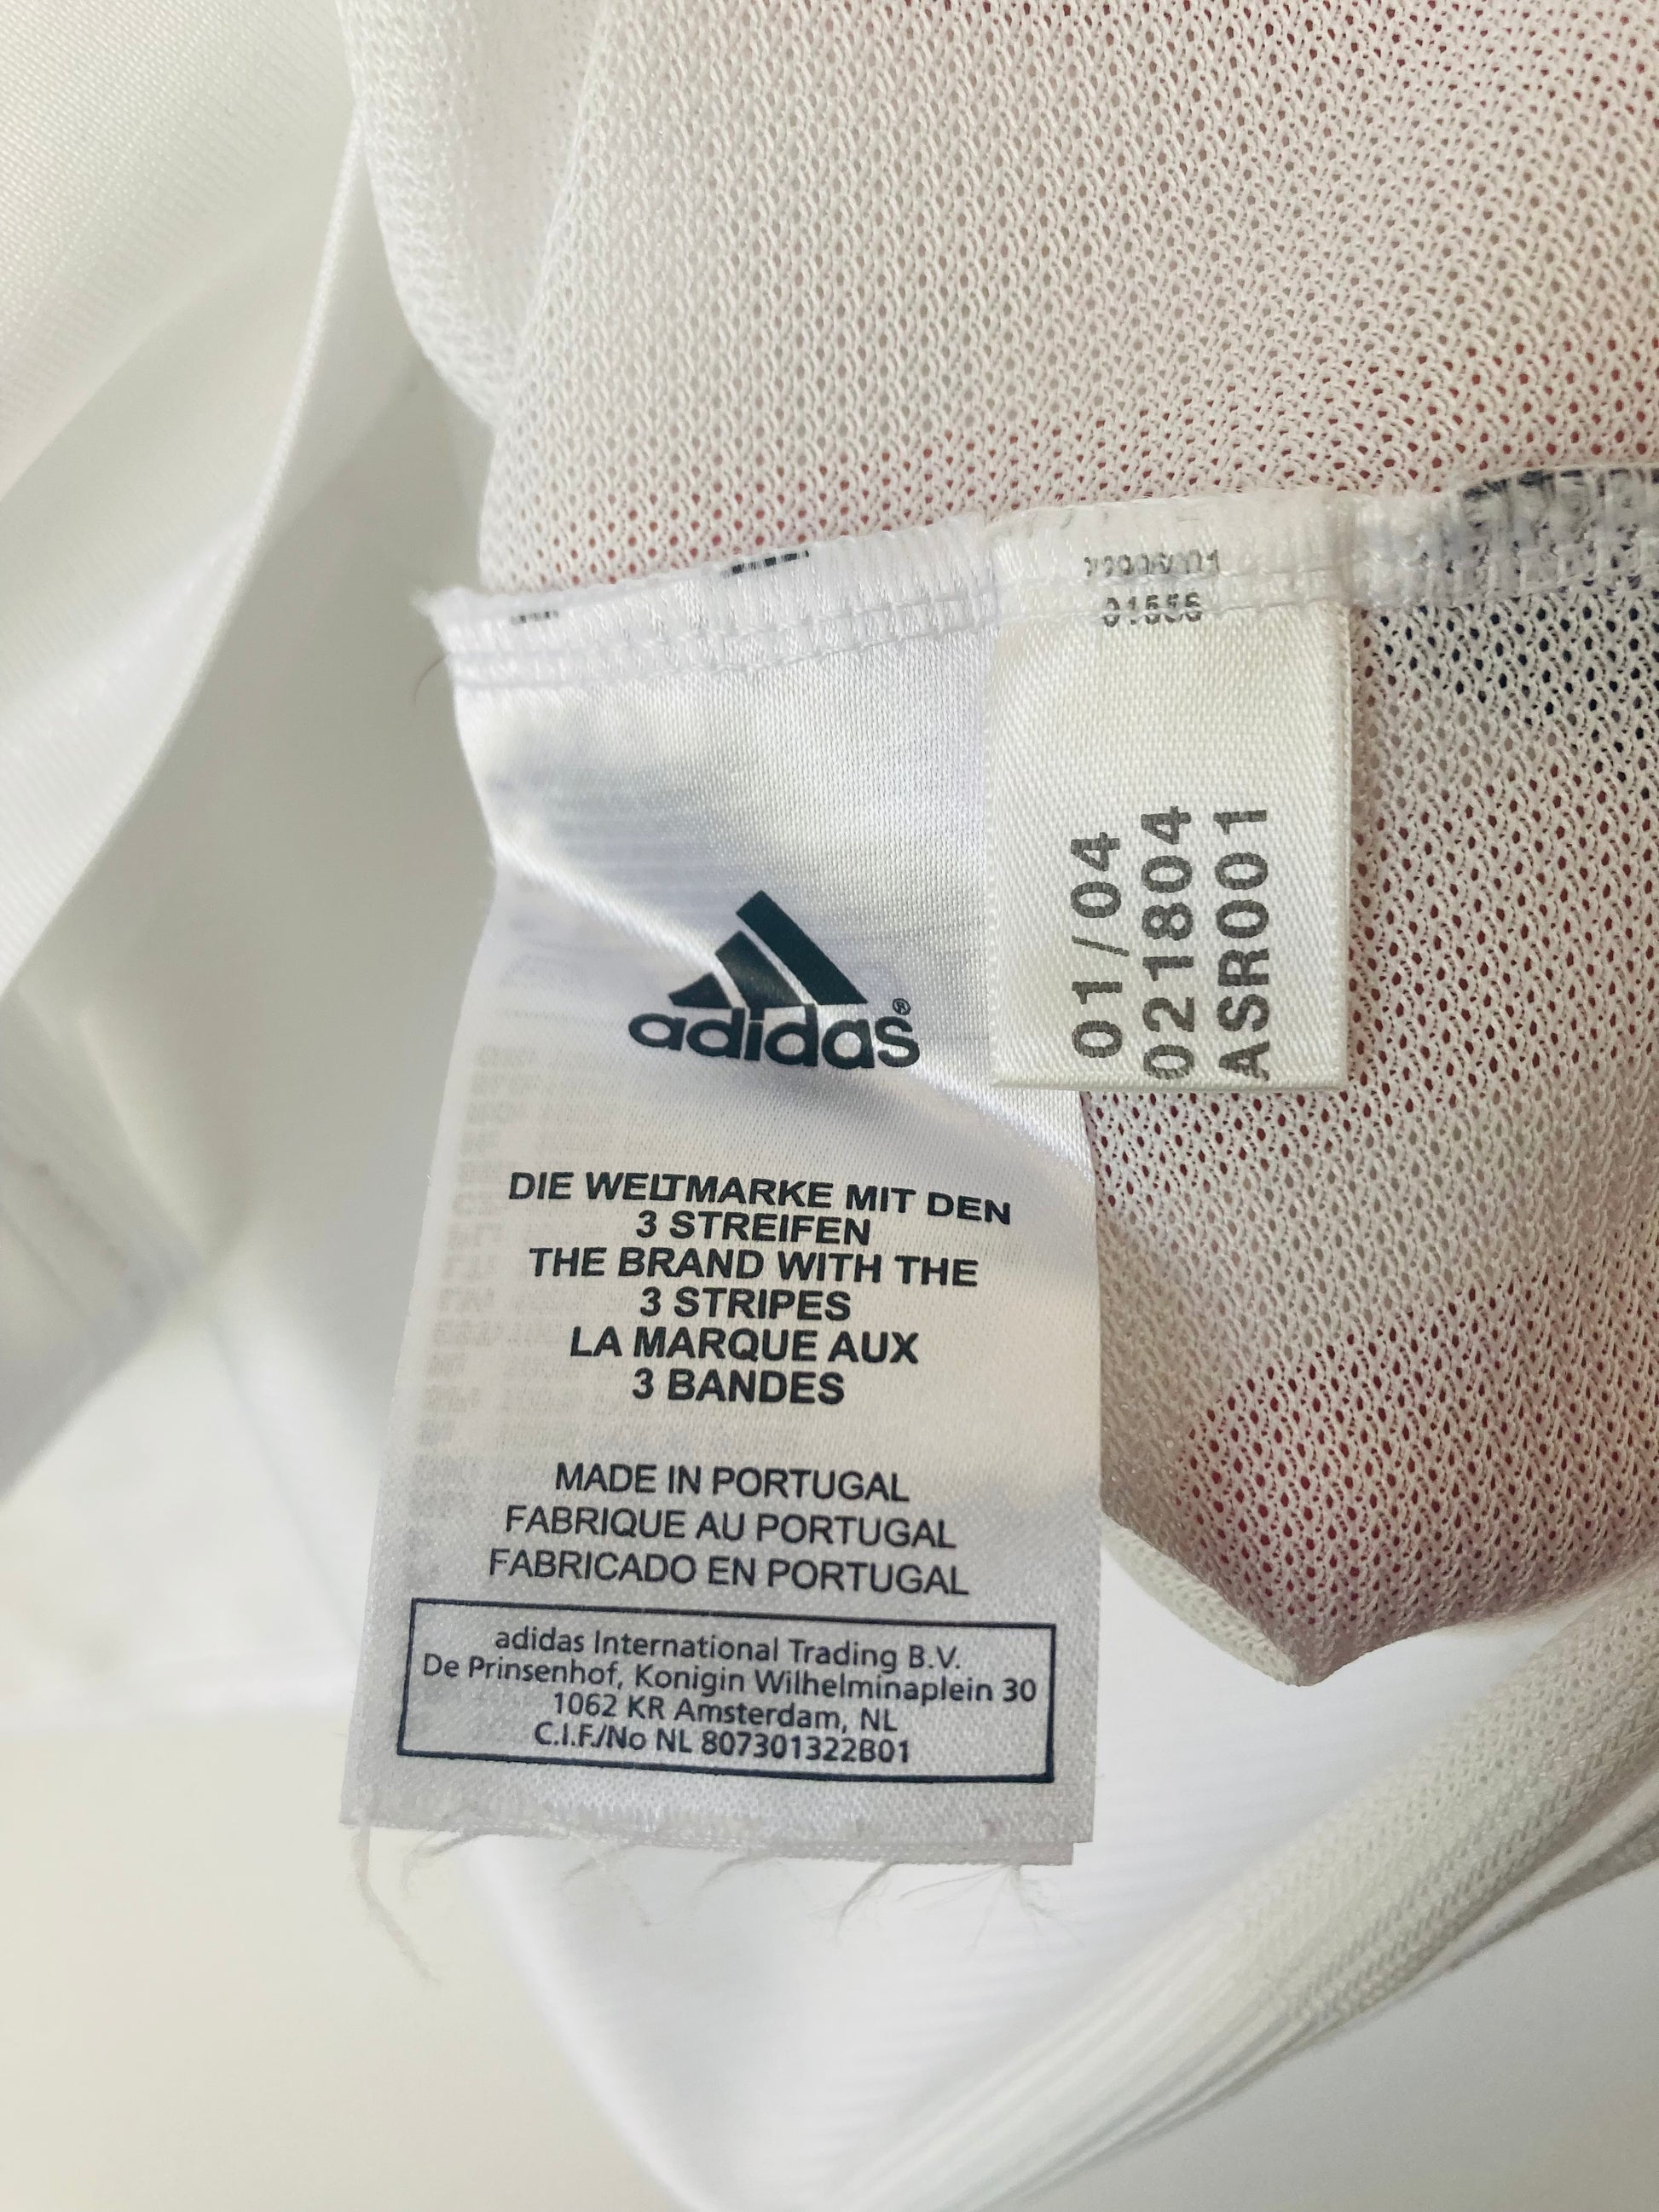 01556
01/04
021804
ASR001
adidas®
DIE WELTMARKE MIT DEN
3 STREIFEN
THE BRAND WITH THE
3 STRIPES
LA MARQUE AUX
3 BANDES
MADE IN PORTUGAL
FABRIQUE AU PORTUGAL
FABRICADO EN PORTUGAL
adidas International Trading B.V.
De Prinsenhof, Konigin Wilhelminaplein 30
1062 KR Amsterdam, NL
C.I.F./No NL 807301322B01